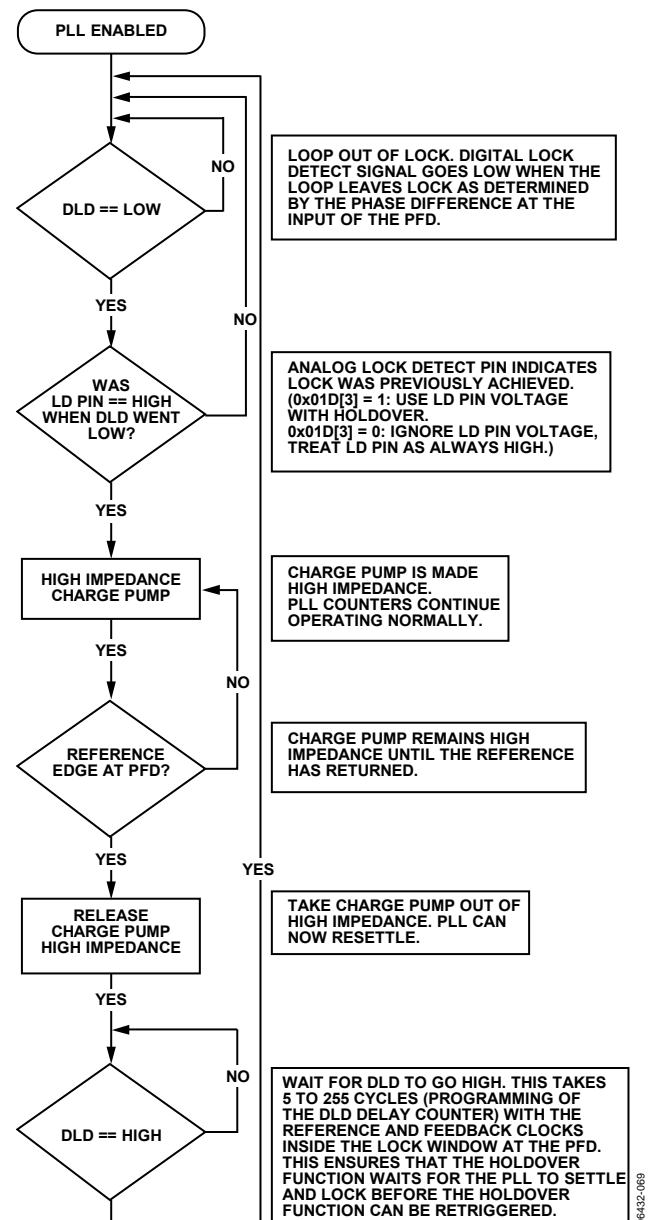 PLL ENABLED
NO
DLD == LOW
LOOP OUT OF LOCK. DIGITAL LOCK
DETECT SIGNAL GOES LOW WHEN THE
LOOP LEAVES LOCK AS DETERMINED
BY THE PHASE DIFFERENCE AT THE
INPUT OF THE PFD.
YES
NO
WAS
LD PIN == HIGH
WHEN DLD WENT
LOW?
ANALOG LOCK DETECT PIN INDICATES
LOCK WAS PREVIOUSLY ACHIEVED.
(0x01D[3] = 1: USE LD PIN VOLTAGE
WITH HOLDOVER.
0x01D[3] = 0: IGNORE LD PIN VOLTAGE,
TREAT LD PIN AS ALWAYS HIGH.)
YES
HIGH IMPEDANCE
CHARGE PUMP
CHARGE PUMP IS MADE
HIGH IMPEDANCE.
PLL COUNTERS CONTINUE
OPERATING NORMALLY.
YES
NO
REFERENCE
EDGE AT PFD?
CHARGE PUMP REMAINS HIGH
IMPEDANCE UNTIL THE REFERENCE
HAS RETURNED.
YES
YES
RELEASE
CHARGE PUMP
HIGH IMPEDANCE
TAKE CHARGE PUMP OUT OF
HIGH IMPEDANCE. PLL CAN
NOW RESETTLE.
YES
NO
DLD == HIGH
WAIT FOR DLD TO GO HIGH. THIS TAKES
5 TO 255 CYCLES (PROGRAMMING OF
THE DLD DELAY COUNTER) WITH THE
REFERENCE AND FEEDBACK CLOCKS
INSIDE THE LOCK WINDOW AT THE PFD.
THIS ENSURES THAT THE HOLDOVER
FUNCTION WAITS FOR THE PLL TO SETTLE
AND LOCK BEFORE THE HOLDOVER
FUNCTION CAN BE RETRIGGERED.
06432-069